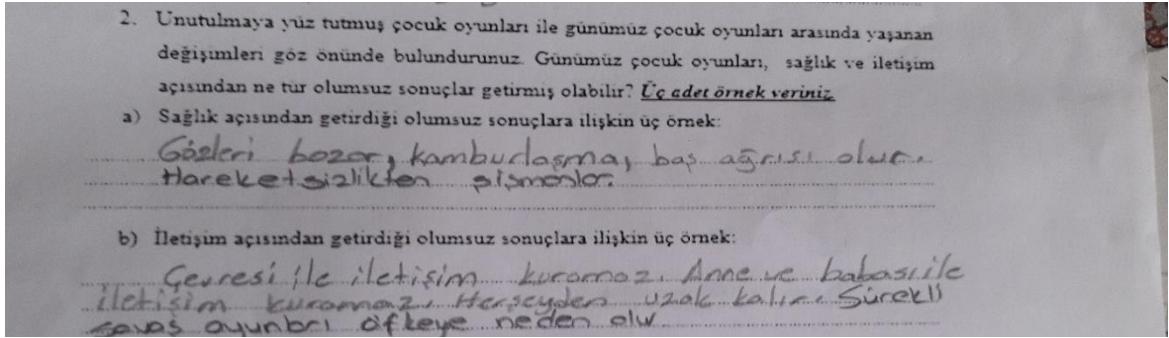 2. Unutulmaya yüz tutmuş çocuk oyunları ile günümüz çocuk oyunları arasında yaşanan
değişimleri göz önünde bulundurunuz. Günümüz çocuk oyunları, sağlık ve iletişim
açısından ne tür olumsuz sonuçlar getirmiş olabilir? Üç adet örnek veriniz
a) Sağlık açısından getirdiği olumsuz sonuçlara ilişkin üç örnek:
Gözleri bozar, kamburlaşma, baş ağrısı olur.
Hareketsizlikten şişmanlar.
b) İletişim açısından getirdiği olumsuz sonuçlara ilişkin üç örnek:
Çevresi ile iletişim kuramaz. Anne ve babası ile
iletişim kuramaz. Herşeyden uzak kalır. Sürekli
savaş oyunları öfkeye neden olur